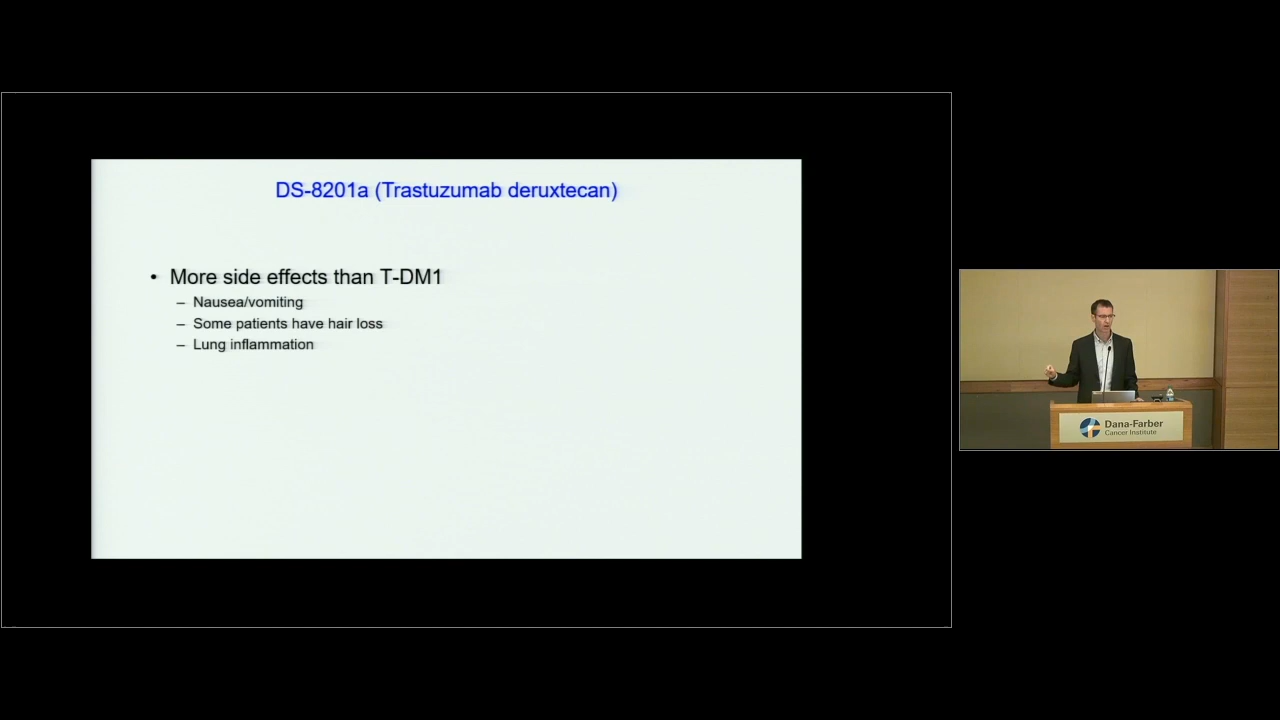 DS-8201a (Trastuzumab deruxtecan)
• More side effects than T-DM1
– Nausea/vomiting
– Some patients have hair loss
– Lung inflammation
Dana-Farber
Cancer Institute